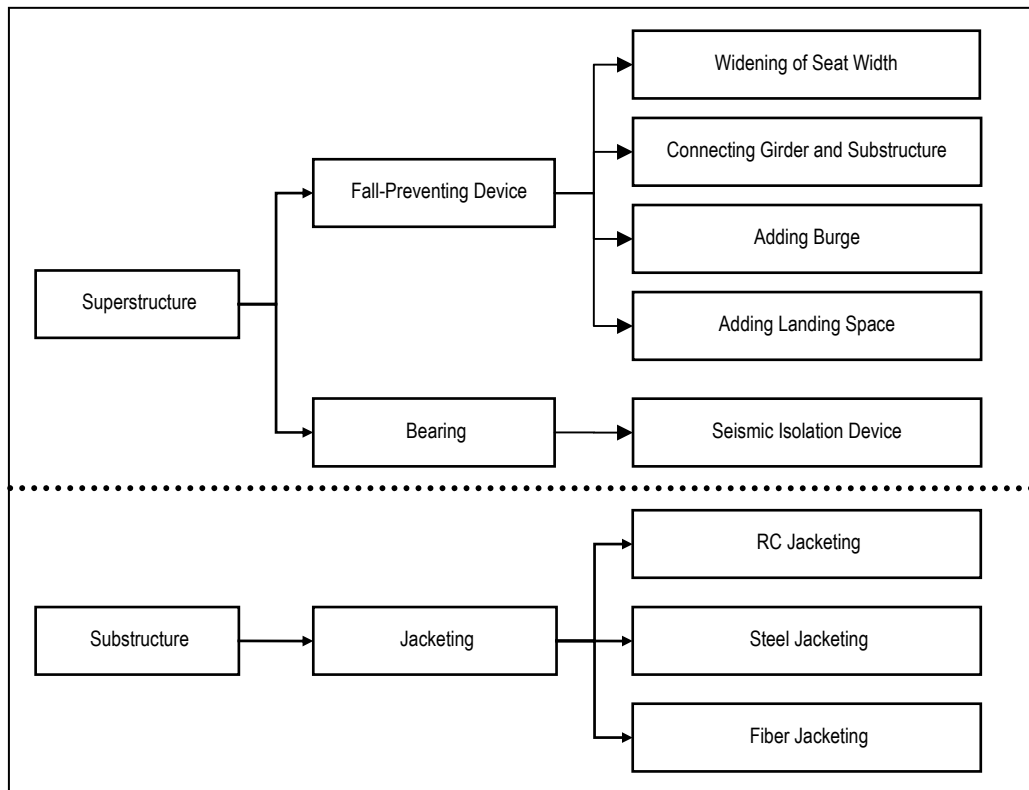 Widening of Seat Width
Connecting Girder and Substructure
Fall-Preventing Device
Adding Burge
Superstructure
Adding Landing Space
Bearing
Seismic Isolation Device
RC Jacketing
Substructure
Jacketing
Steel Jacketing
Fiber Jacketing